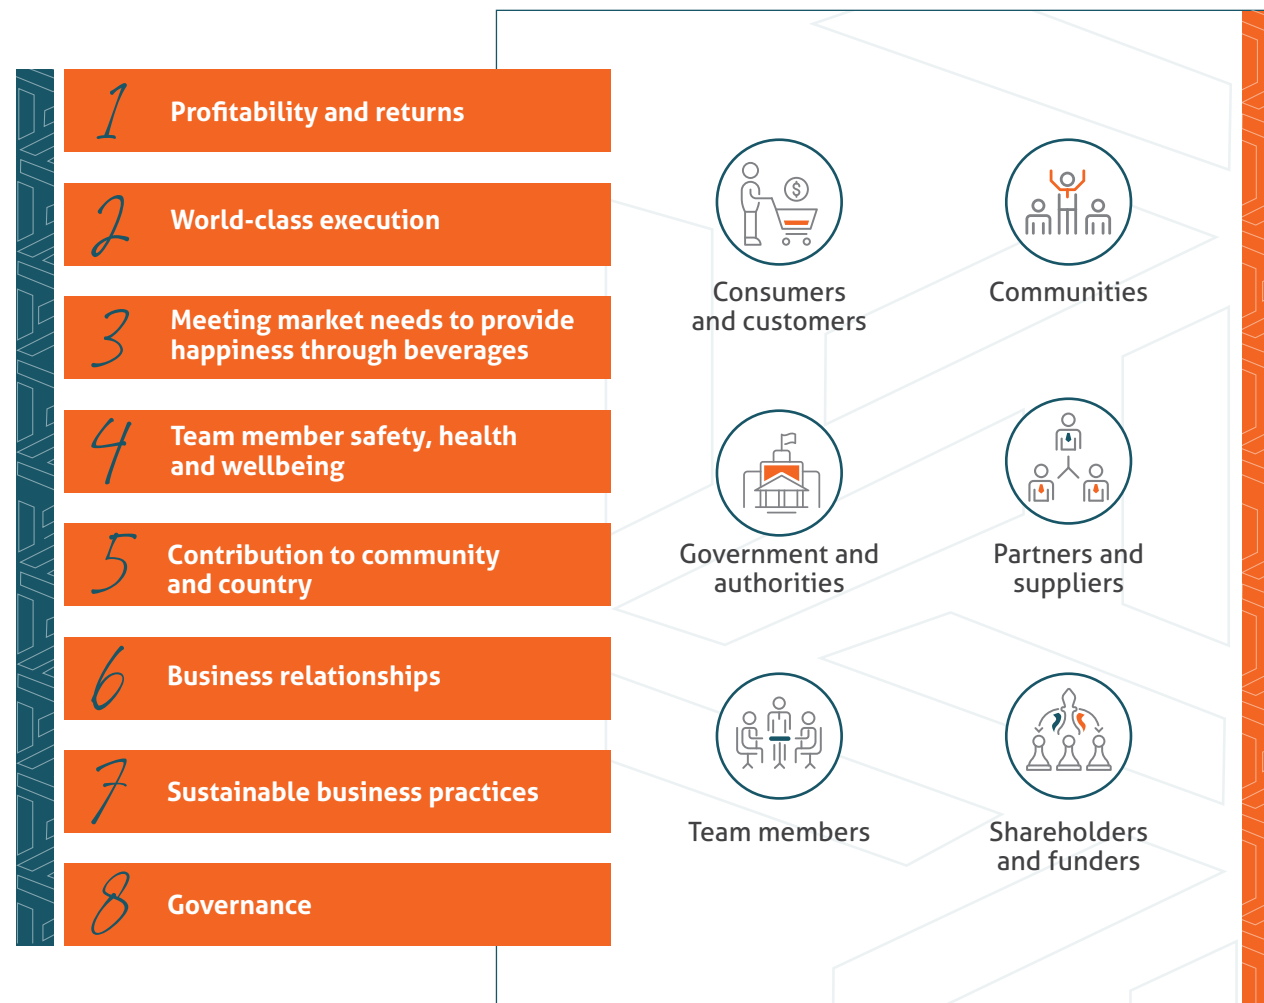 1
Profitability and returns
2
World-class execution
3
Meeting market needs to provide
happiness through beverages
4
Team member safety, health
and wellbeing
5
Contribution to community
and country
6
Business relationships
7
Sustainable business practices
8
Governance
$
Consumers
and customers
Communities
Government and
authorities
Partners and
suppliers
Team members
Shareholders
and funders